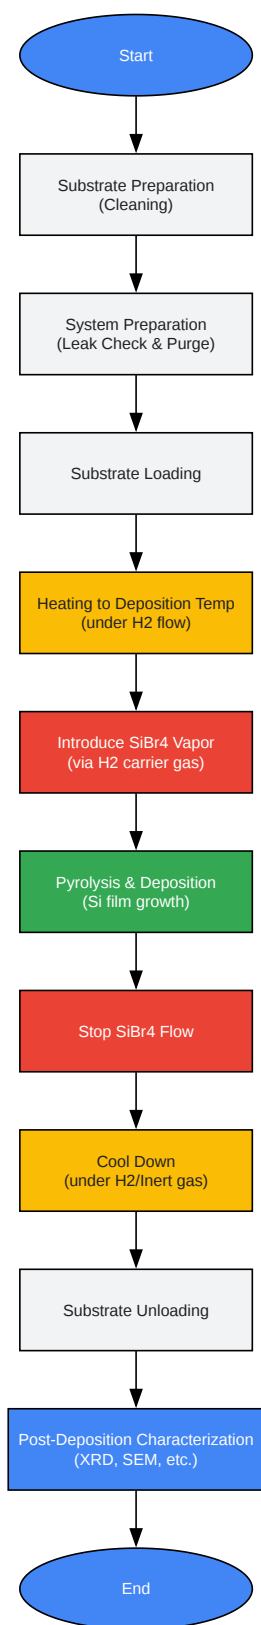 Start
Substrate Preparation
(Cleaning)
System Preparation
(Leak Check & Purge)
Substrate Loading
Heating to Deposition Temp
(under H2 flow)
Introduce SiBr4 Vapor
(via H2 carrier gas)
Pyrolysis & Deposition
(Si film growth)
Stop SiBr4 Flow
Cool Down
(under H2/Inert gas)
Substrate Unloading
Post-Deposition Characterization
(XRD, SEM, etc.)
End